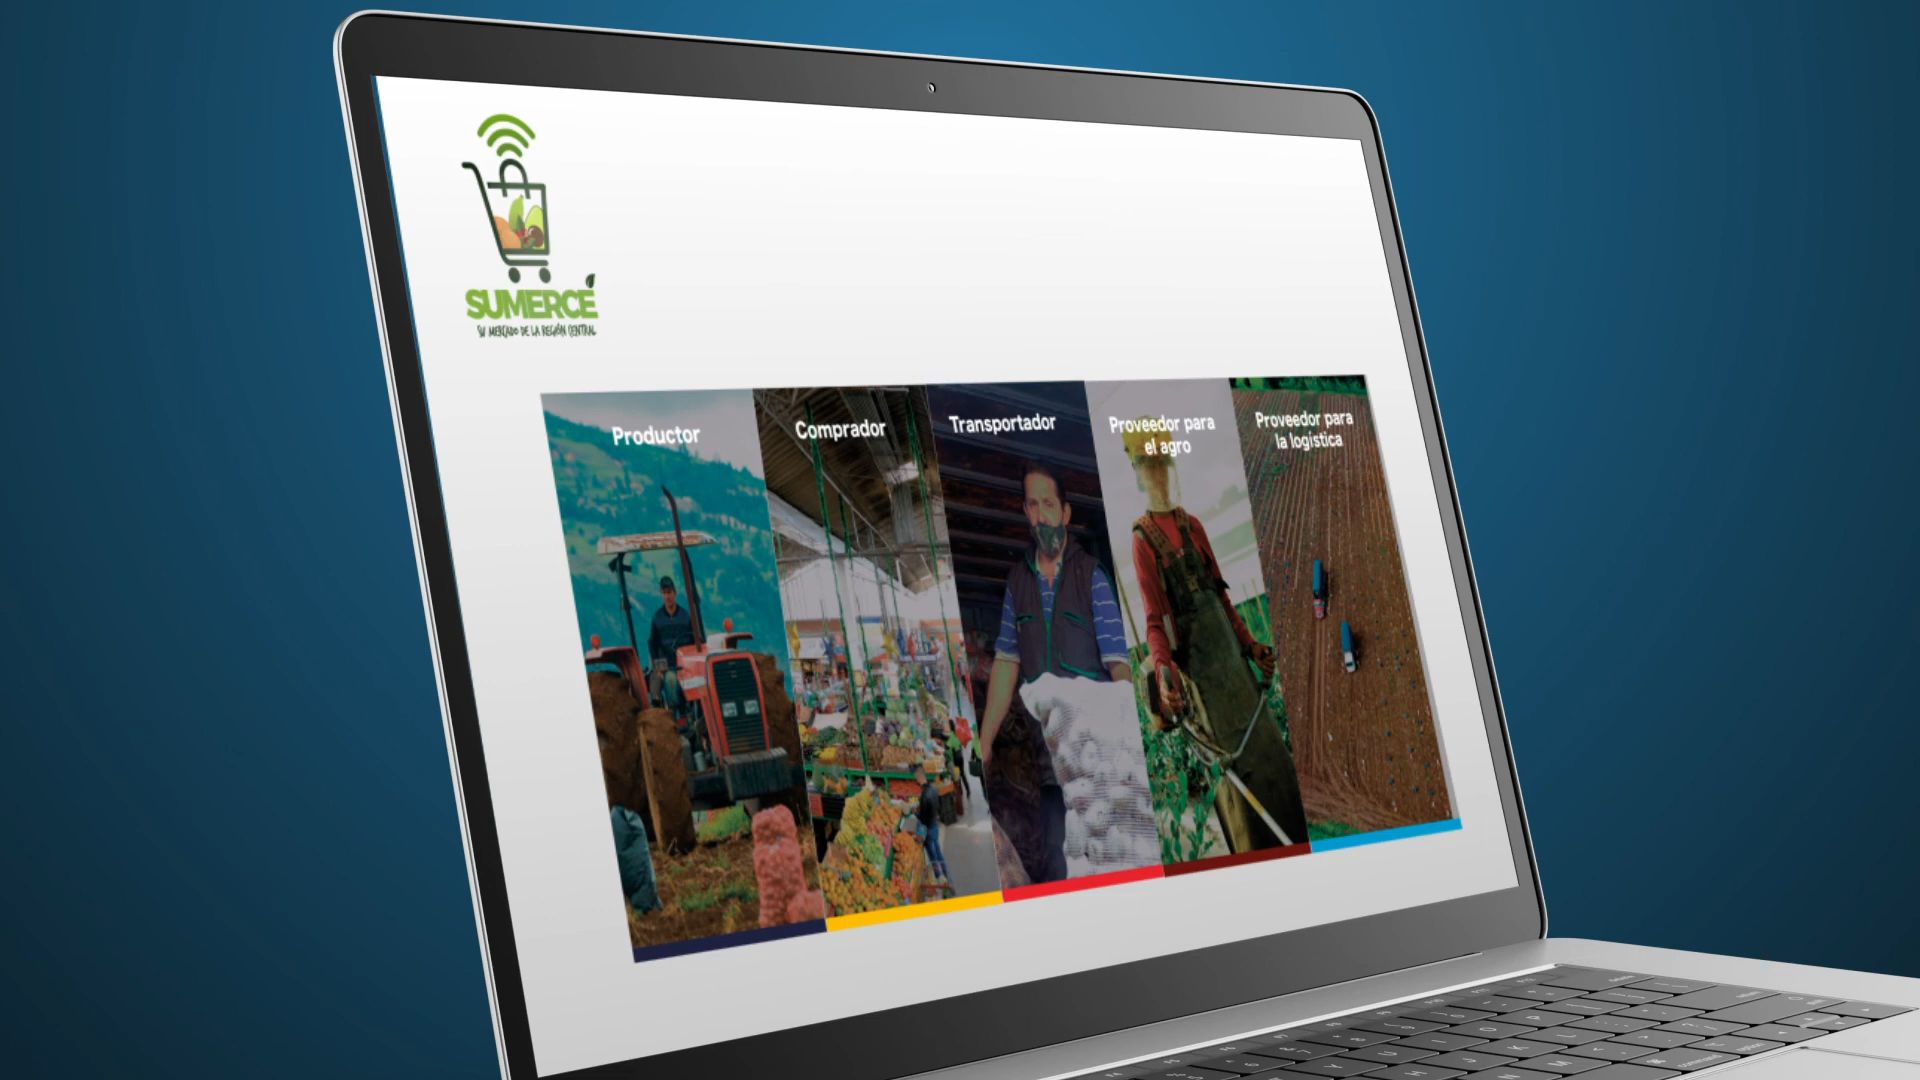 SUMERCÉ
SU MERCADO DE LA REGIÓN CENTRAL
Productor
Comprador
Transportador
Proveedor para
el agro
Proveedor para
la logística